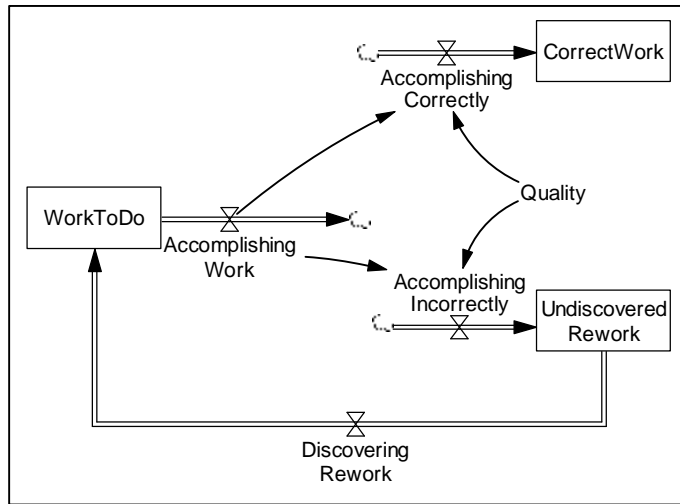 CorrectWork
Accomplishing
Correctly
Quality
WorkToDo
Accomplishing
Work
Accomplishing
Incorrectly
Undiscovered
Rework
Discovering
Rework